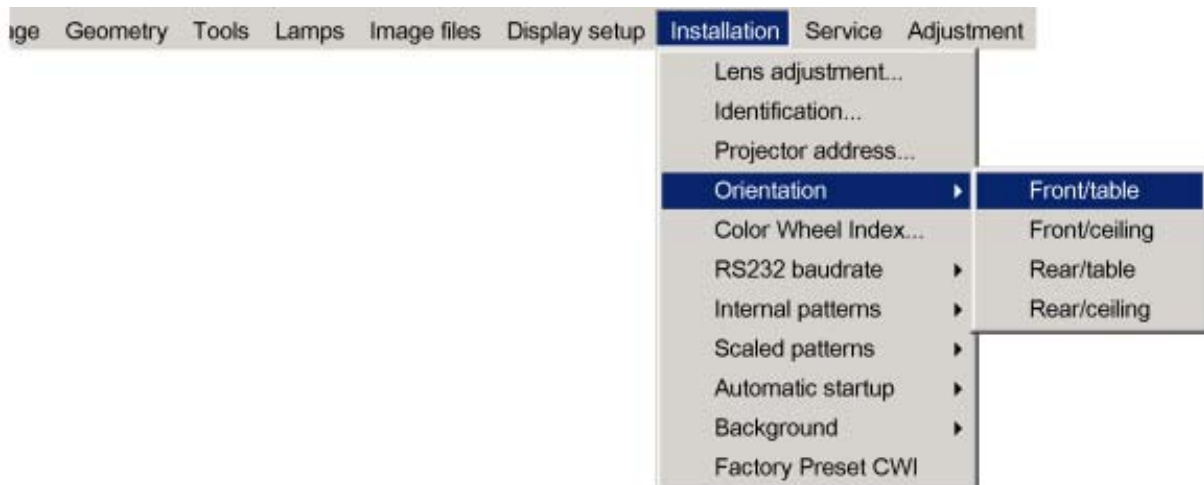 Geometry Tools Lamps Image files Display setup Installation Service Adjustment
Lens adjustment...
Identification...
Projector address...
Orientation
Front/table
Color Wheel Index...
Front/ceiling
RS232 baudrate
Rear/table
Internal patterns
Rear/ceiling
Scaled patterns
Automatic startup
Background
Factory Preset CWI